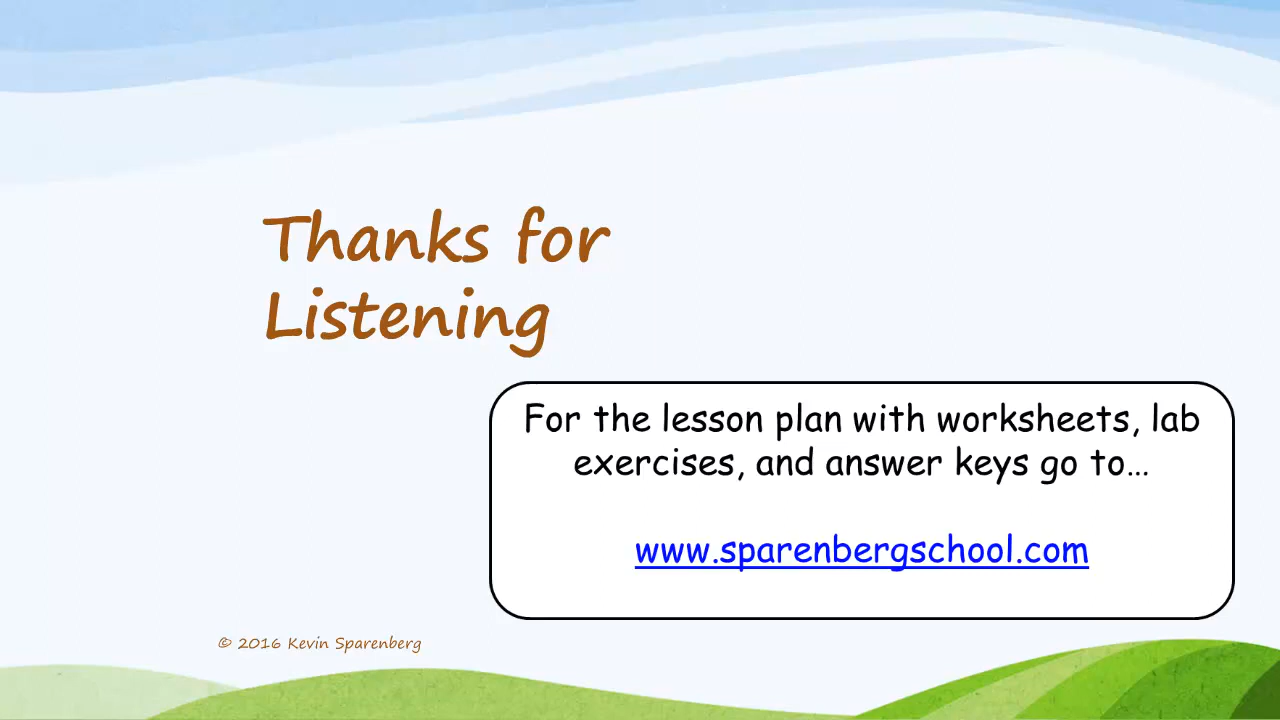 Thanks for
Listening
For the lesson plan with worksheets, lab
exercises, and answer keys go to…
www.sparenbergschool.com
© 2016 Kevin Sparenberg